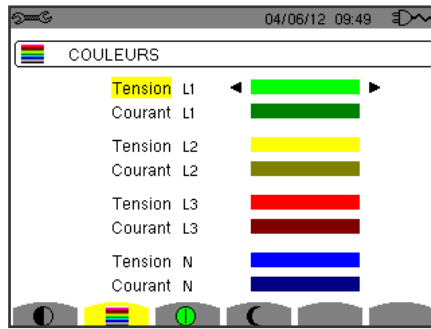 04/06/12 09:49
COULEURS
Tension L1
Courant L1
Tension L2
Courant L2
Tension L3
Courant L3
Tension N
Courant N